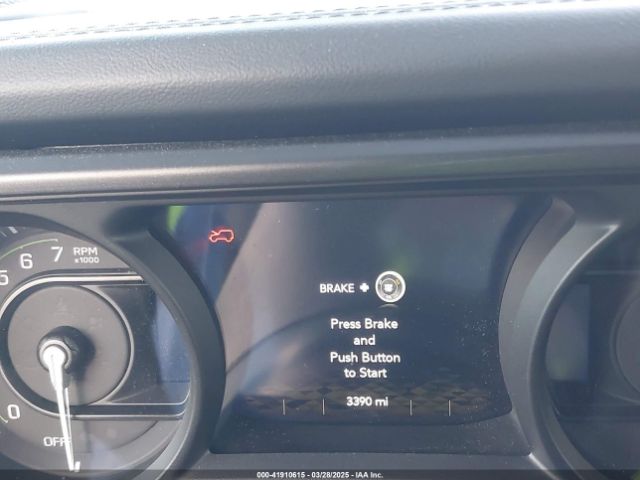 5 6 7 RPM
x1000
BRAKE +
Press Brake
and
Push Button
to Start
0
3390 mi
OFF
000-41910615 - 03/28/2025 - IAA Inc.